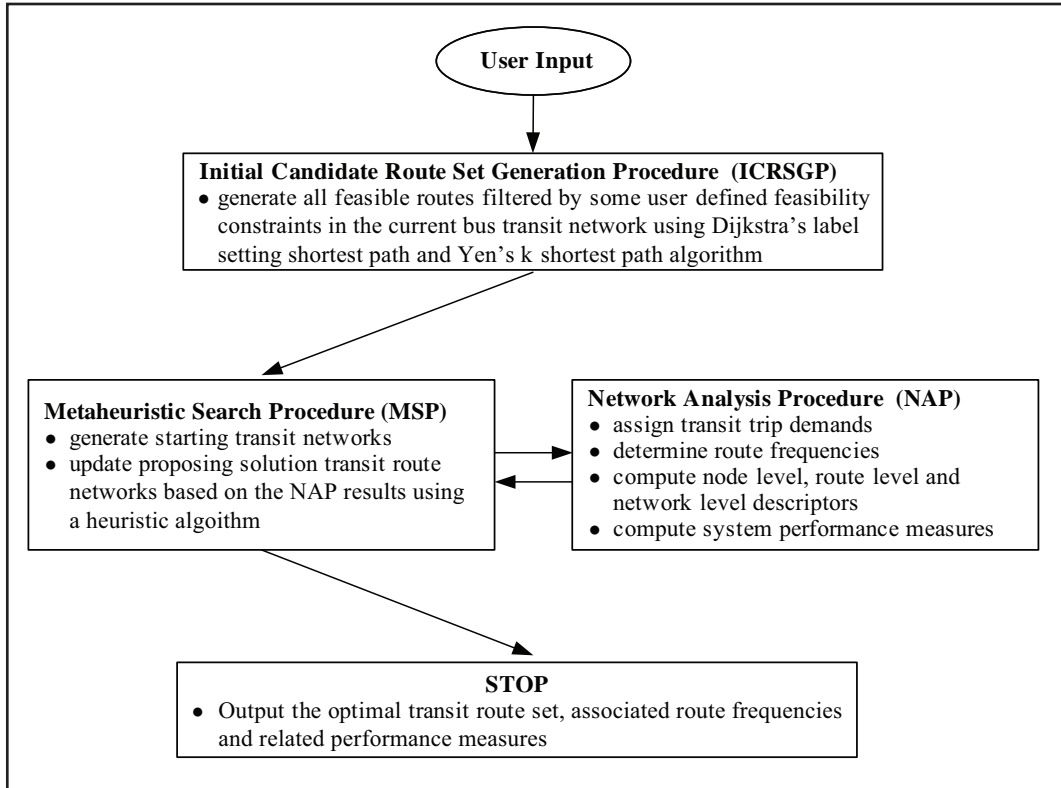 User Input
Initial Candidate Route Set Generation Procedure (ICRSGP)
• generate all feasible routes filtered by some user defined feasibility
constraints in the current bus transit network using Dijkstra's label
setting shortest path and Yen's k shortest path algorithm
Metaheuristic Search Procedure (MSP)
• generate starting transit networks
• update proposing solution transit route
networks based on the NAP results using
a heuristic algoithm
Network Analysis Procedure (NAP)
• assign transit trip demands
• determine route frequencies
• compute node level, route level and
network level descriptors
• compute system performance measures
STOP
• Output the optimal transit route set, associated route frequencies
and related performance measures